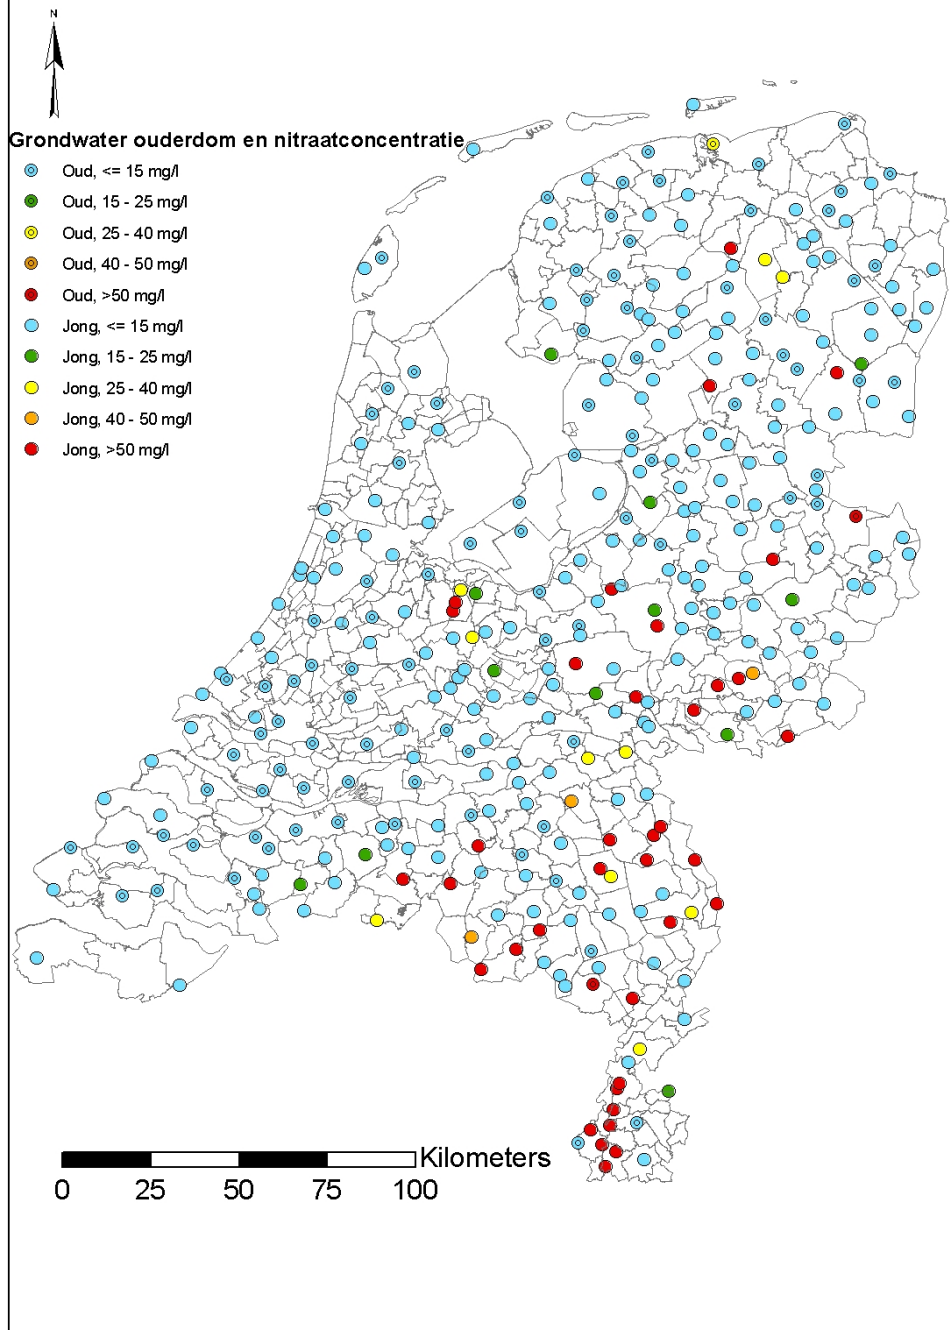 N
Grondwater ouderdom en nitraatconcentratie
Oud, <= 15 mg/l
Oud, 15 - 25 mg/l
Oud, 25 - 40 mg/l
Oud, 40 - 50 mg/l
Oud, >50 mg/l
Jong, <= 15 mg/l
Jong, 15 - 25 mg/l
Jong, 25 - 40 mg/l
Jong, 40 - 50 mg/l
Jong, >50 mg/l
Kilometers
0 25 50 75 100